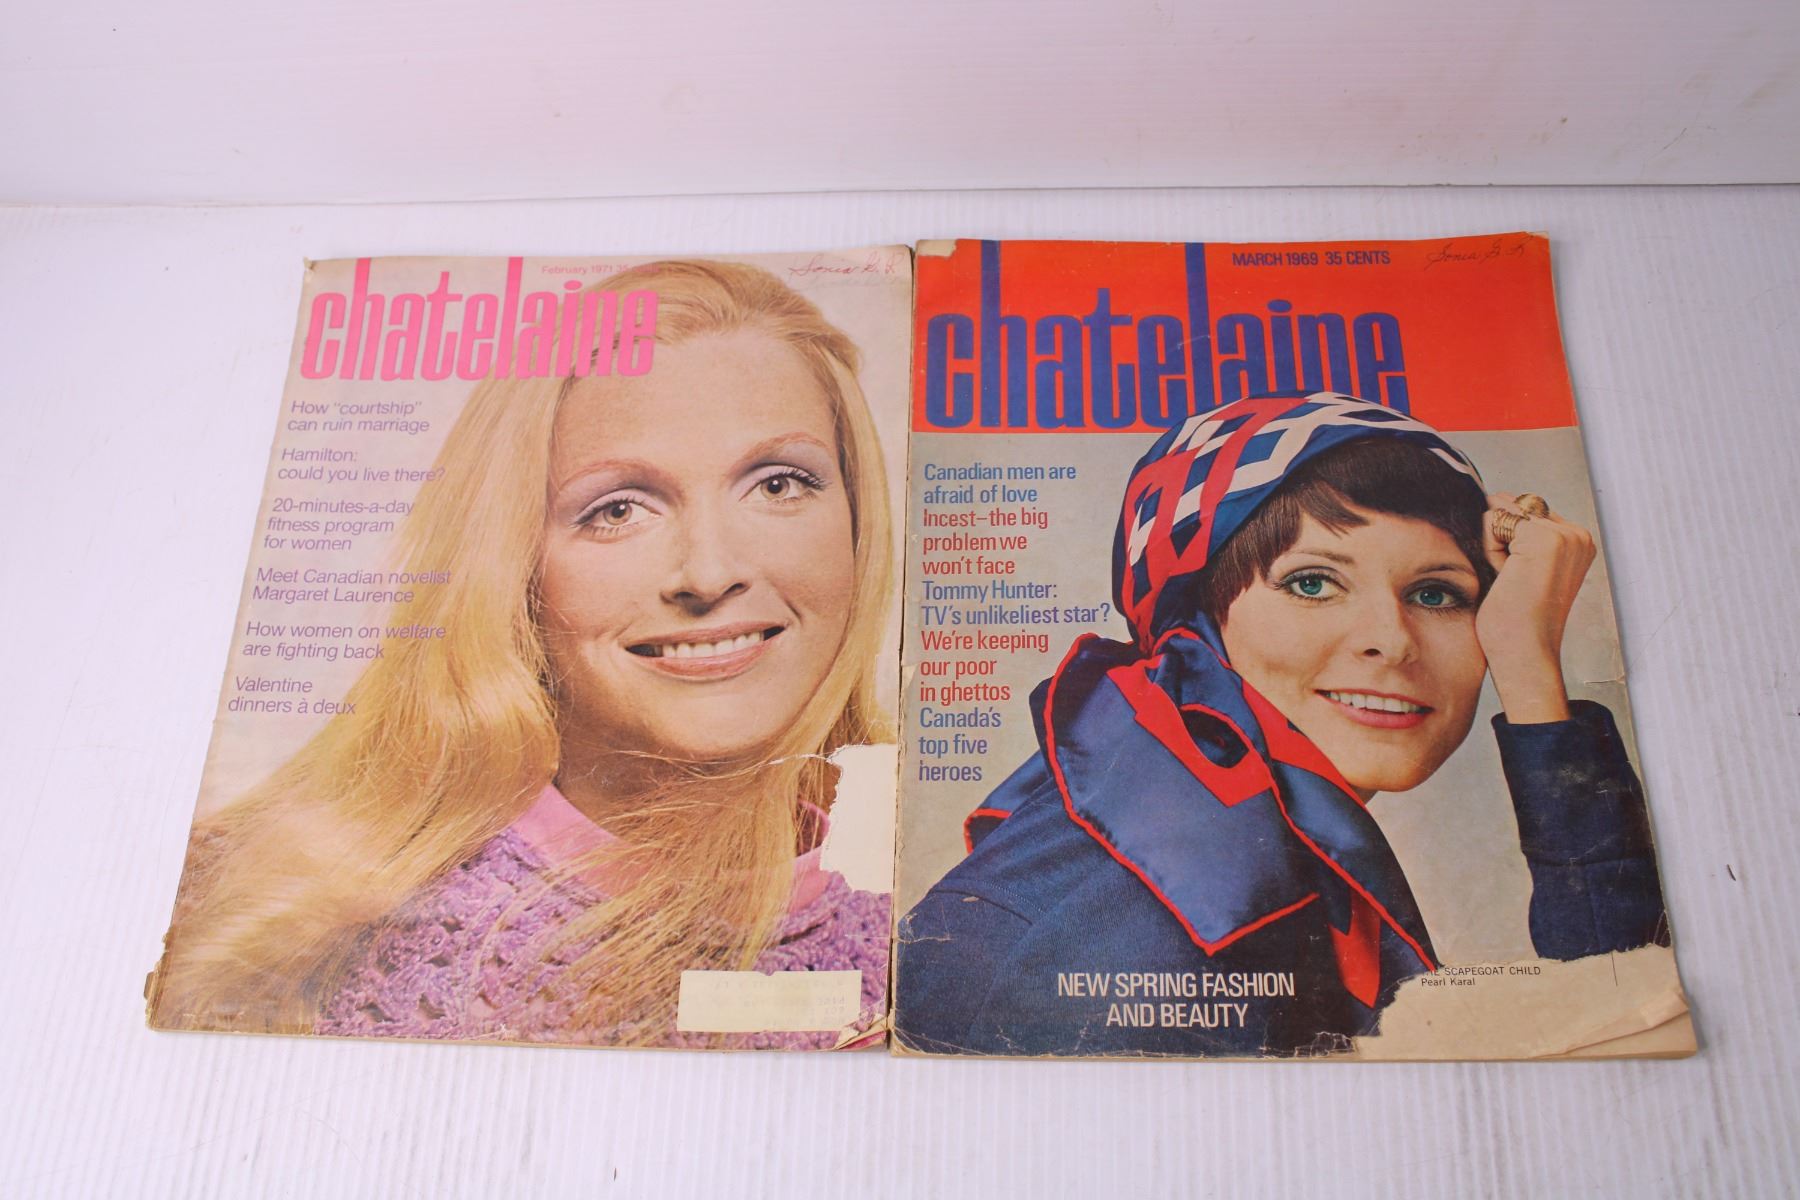 February 1971 35
Sonia G. R
chatelaine
How "courtship"
can ruin marriage
Hamilton:
could you live there?
20-minutes-a-day
fitness program
for women
Meet Canadian novelist
Margaret Laurence
How women on welfare
are fighting back
Valentine
dinners à deux
MARCH 1969 35 CENTS
Sonia G. R
chatelaine
Canadian men are
afraid of love
Incest–the big
problem we
won't face
Tommy Hunter:
TV's unlikeliest star?
We're keeping
our poor
in ghettos
Canada's
top five
heroes
NEW SPRING FASHION
AND BEAUTY
SCAPEGOAT CHILD
Pearl Karal